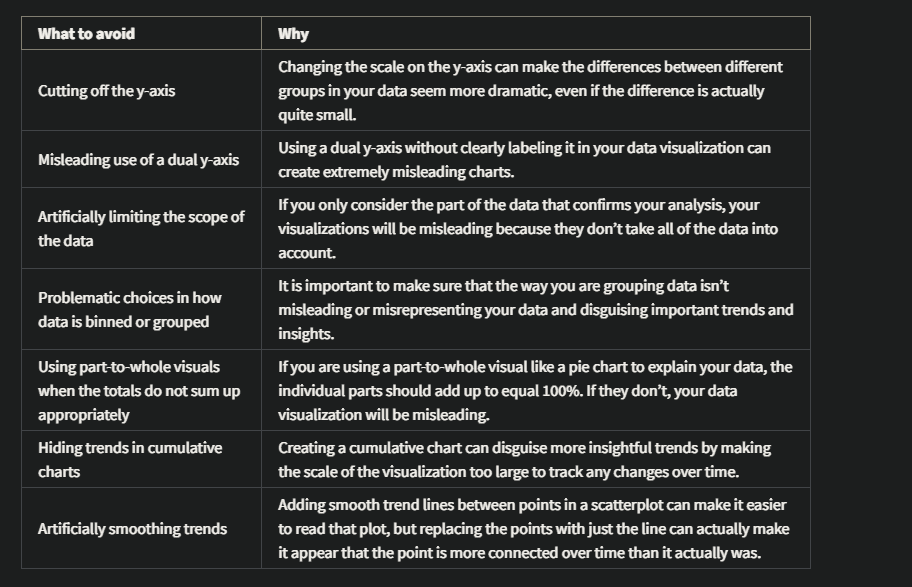 What to avoid
Why
Cutting off the y-axis
Changing the scale on the y-axis can make the differences between different
groups in your data seem more dramatic, even if the difference is actually
quite small.
Misleading use of a dual y-axis
Using a dual y-axis without clearly labeling it in your data visualization can
create extremely misleading charts.
Artificially limiting the scope of
the data
If you only consider the part of the data that confirms your analysis, your
visualizations will be misleading because they don’t take all of the data into
account.
Problematic choices in how
data is binned or grouped
It is important to make sure that the way you are grouping data isn’t
misleading or misrepresenting your data and disguising important trends and
insights.
Using part-to-whole visuals
when the totals do not sum up
appropriately
If you are using a part-to-whole visual like a pie chart to explain your data, the
individual parts should add up to equal 100%. If they don’t, your data
visualization will be misleading.
Hiding trends in cumulative
charts
Creating a cumulative chart can disguise more insightful trends by making
the scale of the visualization too large to track any changes over time.
Artificially smoothing trends
Adding smooth trend lines between points in a scatterplot can make it easier
to read that plot, but replacing the points with just the line can actually make
it appear that the point is more connected over time than it actually was.